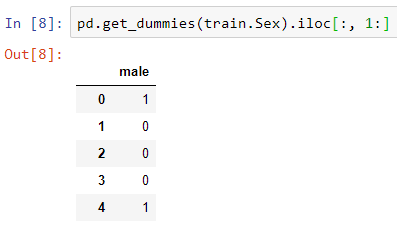 In [8]: pd.get_dummies(train.Sex).iloc[:, 1:]
Out[8]:
male
0 1
1 0
2 0
3 0
4 1